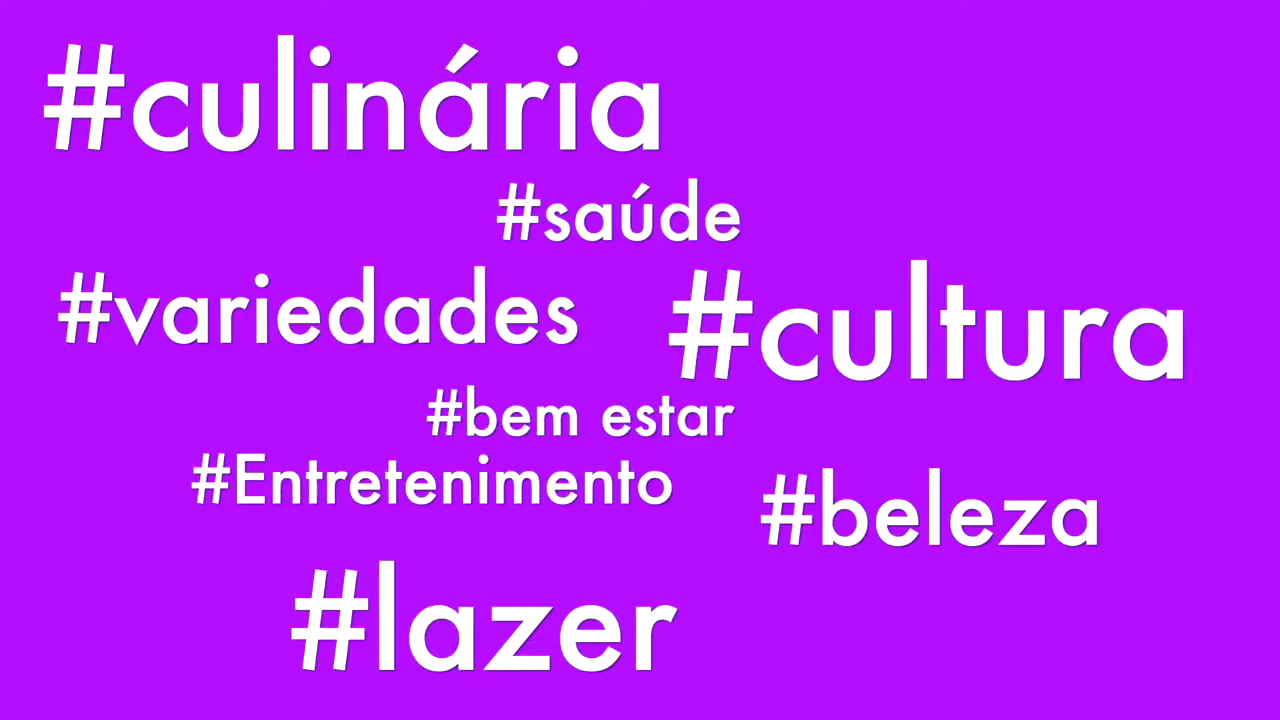 #culinária
#saúde
#variedades
#cultura
#bem estar
#Entretenimento
#beleza
#lazer